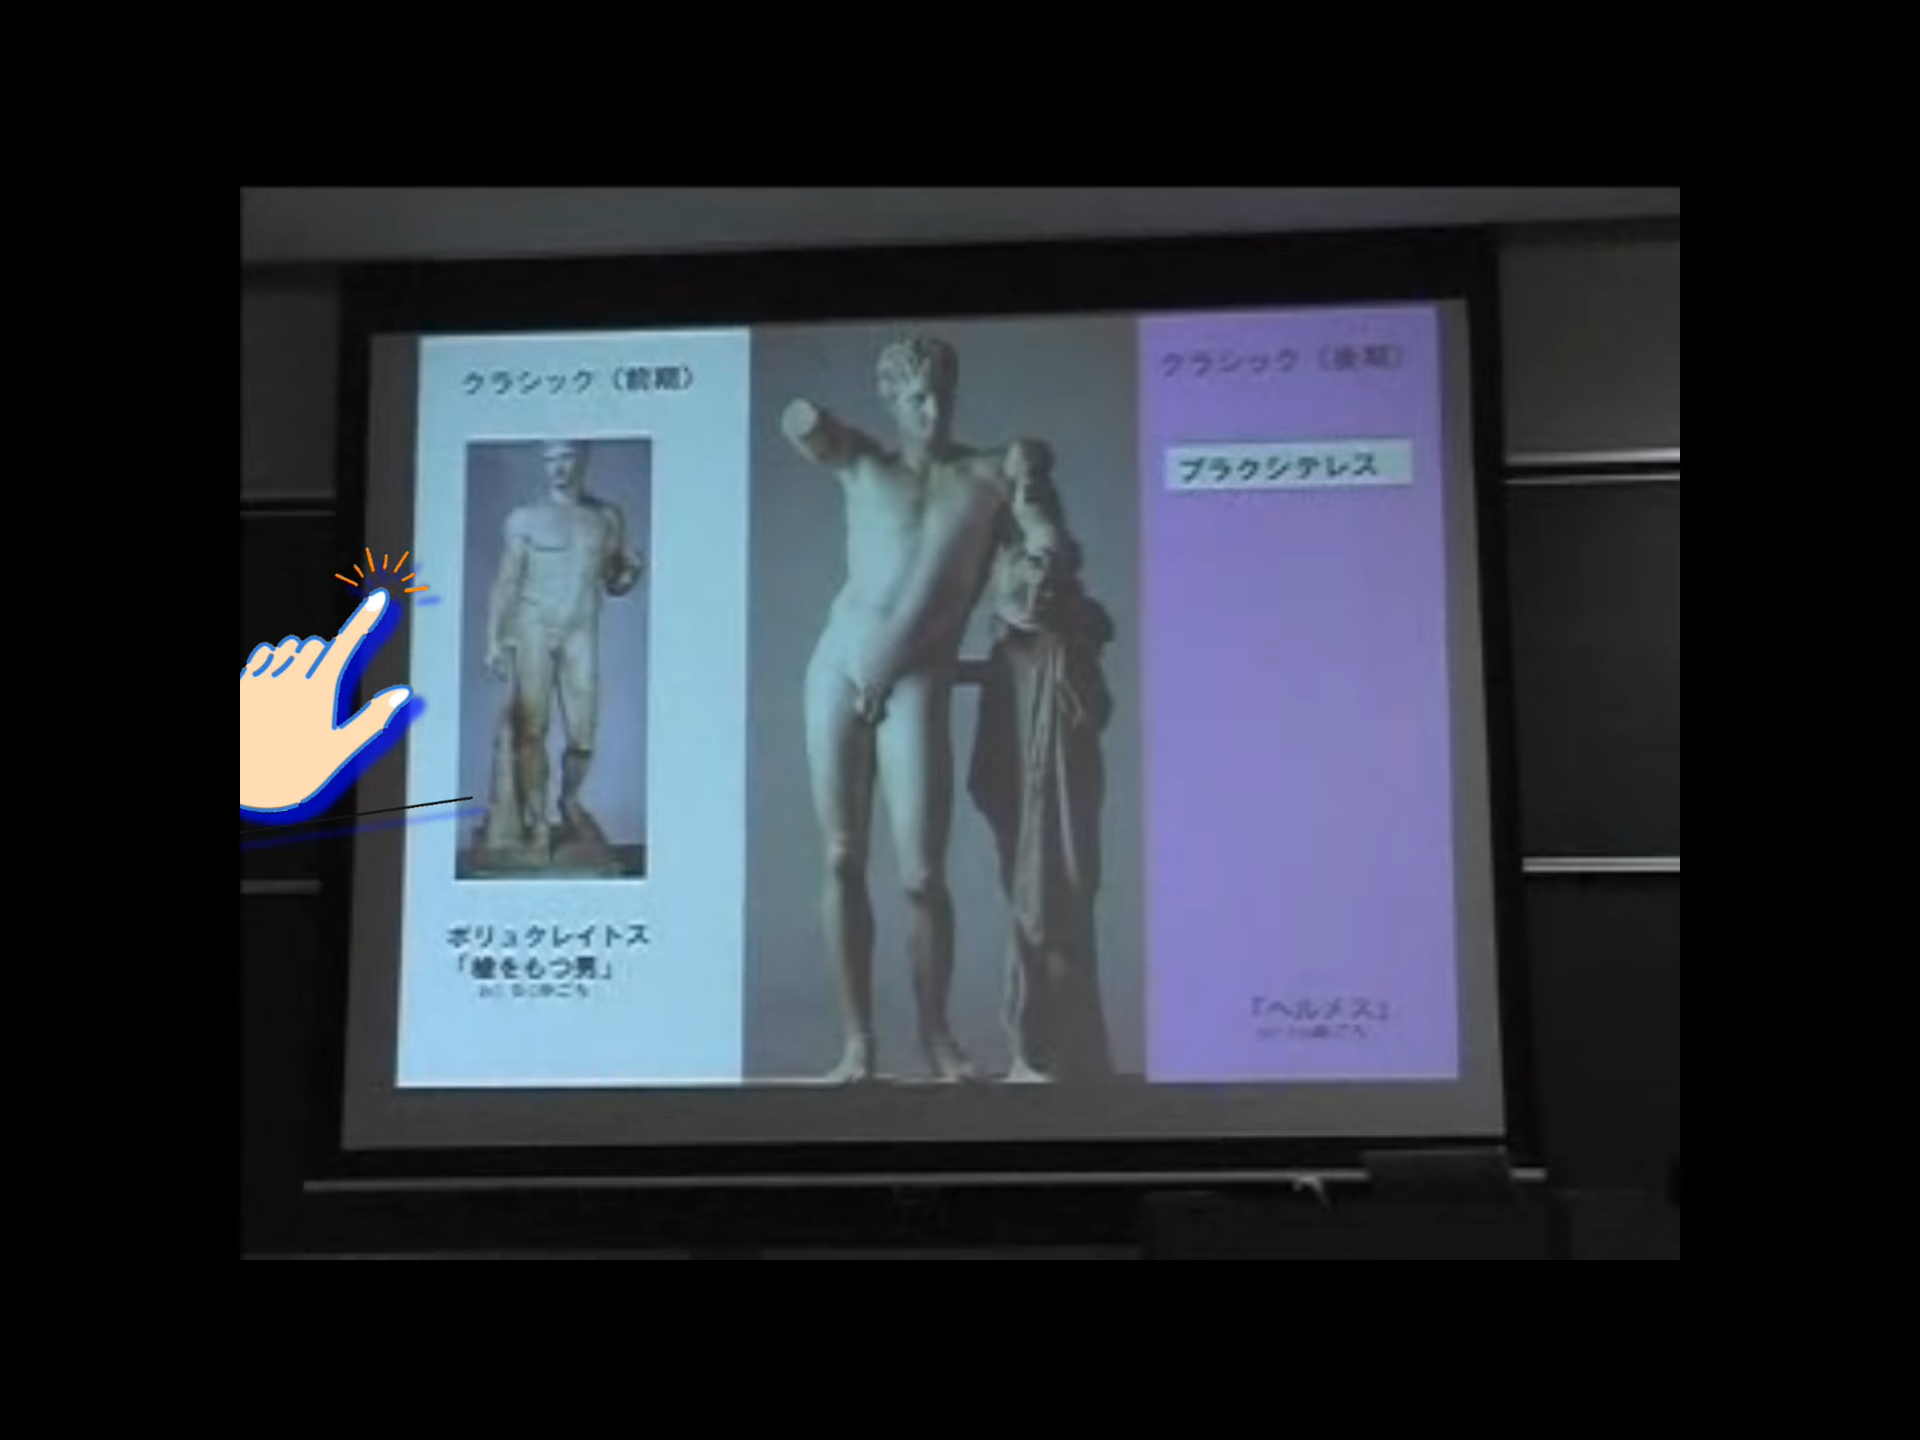 クラシック（前期）
ポリュクレイトス
「槍をもつ男」
クラシック（後期）
プラクシテレス
『ヘルメス』